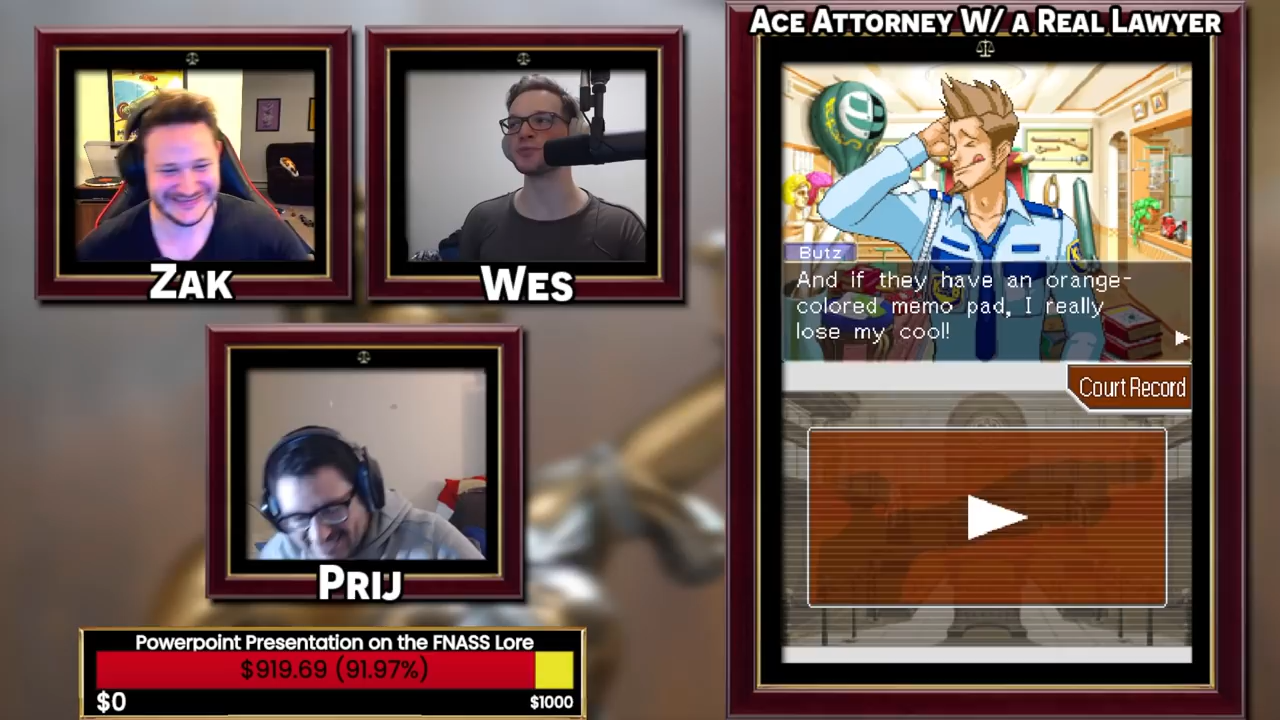 ACE ATTORNEY W/ A REAL LAWYER
ZAK
WES
Butz
And if they have an orange-
colored memo pad, I really
lose my cool!
Court Record
PRIJ
Powerpoint Presentation on the FNASS Lore
$919.69 (91.97%)
$0
$1000